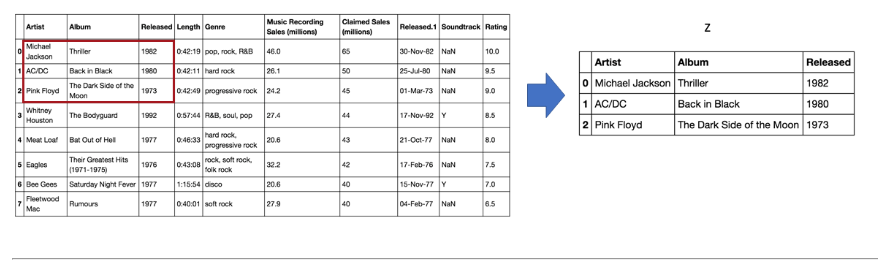 Artist Album Released Length Genre Music Recording Sales (millions) Claimed Sales (millions) Released.1 Soundtrack Rating
0 Michael Jackson Thriller 1982 0:42:19 pop, rock, R&B 46.0 65 30-Nov-82 NaN 10.0
1 AC/DC Back in Black 1980 0:42:11 hard rock 26.1 50 25-Jul-80 NaN 9.5
2 Pink Floyd The Dark Side of the Moon 1973 0:42:49 progressive rock 24.2 45 01-Mar-73 NaN 9.0
3 Whitney Houston The Bodyguard 1992 0:57:44 R&B, soul, pop 27.4 44 17-Nov-92 Y 8.5
4 Meat Loaf Bat Out of Hell 1977 0:46:33 hard rock, progressive rock 20.6 43 21-Oct-77 NaN 8.0
5 Eagles Their Greatest Hits (1971-1975) 1976 0:43:08 rock, soft rock, folk rock 32.2 42 17-Feb-76 NaN 7.5
6 Bee Gees Saturday Night Fever 1977 1:15:54 disco 20.6 40 15-Nov-77 Y 7.0
7 Fleetwood Mac Rumours 1977 0:40:01 soft rock 27.9 40 04-Feb-77 NaN 6.5
z
Artist Album Released
0 Michael Jackson Thriller 1982
1 AC/DC Back in Black 1980
2 Pink Floyd The Dark Side of the Moon 1973